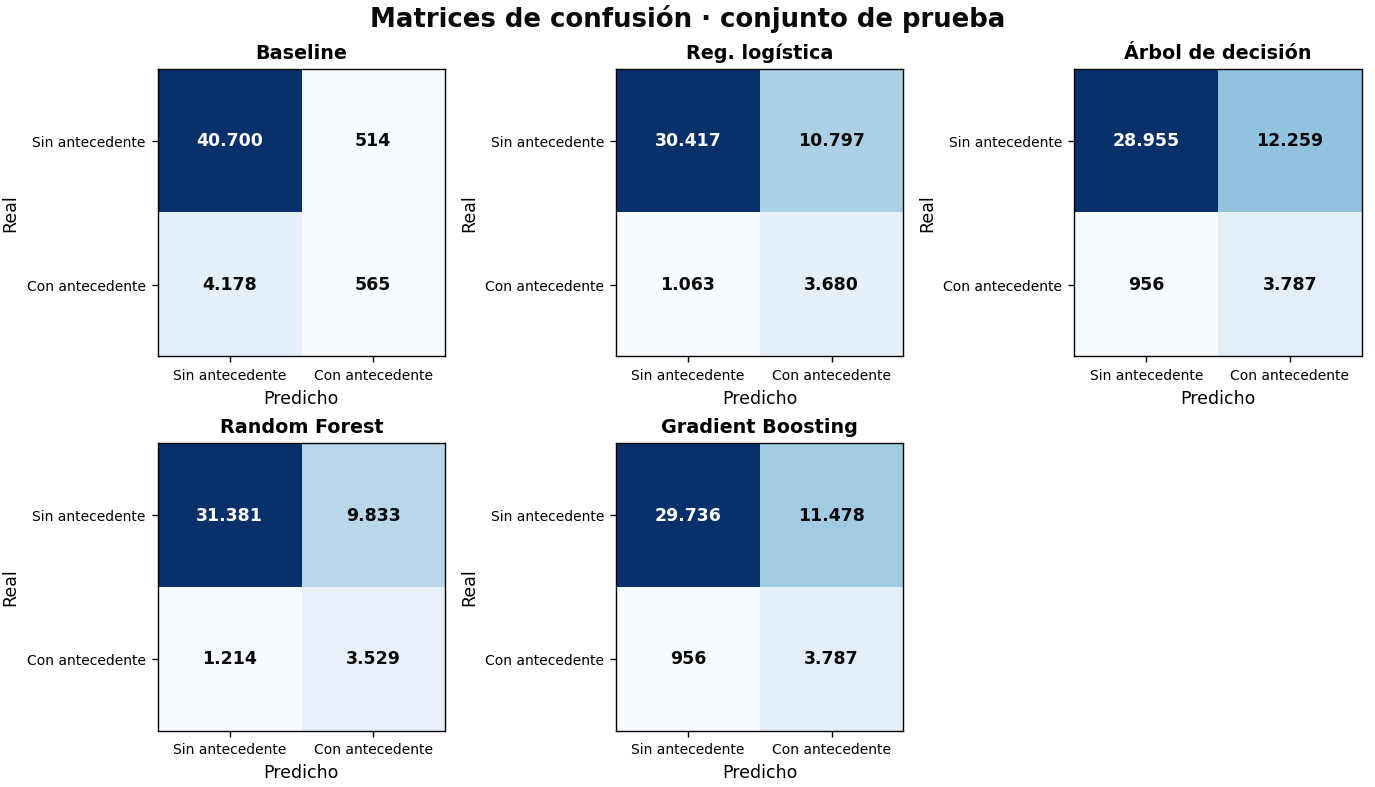 Matrices de confusión · conjunto de prueba
Baseline
Real
Sin antecedente
40.700
514
Con antecedente
4.178
565
Sin antecedente
Con antecedente
Predicho
Reg. logística
Real
Sin antecedente
30.417
10.797
Con antecedente
1.063
3.680
Sin antecedente
Con antecedente
Predicho
Árbol de decisión
Real
Sin antecedente
28.955
12.259
Con antecedente
956
3.787
Sin antecedente
Con antecedente
Predicho
Random Forest
Real
Sin antecedente
31.381
9.833
Con antecedente
1.214
3.529
Sin antecedente
Con antecedente
Predicho
Gradient Boosting
Real
Sin antecedente
29.736
11.478
Con antecedente
956
3.787
Sin antecedente
Con antecedente
Predicho